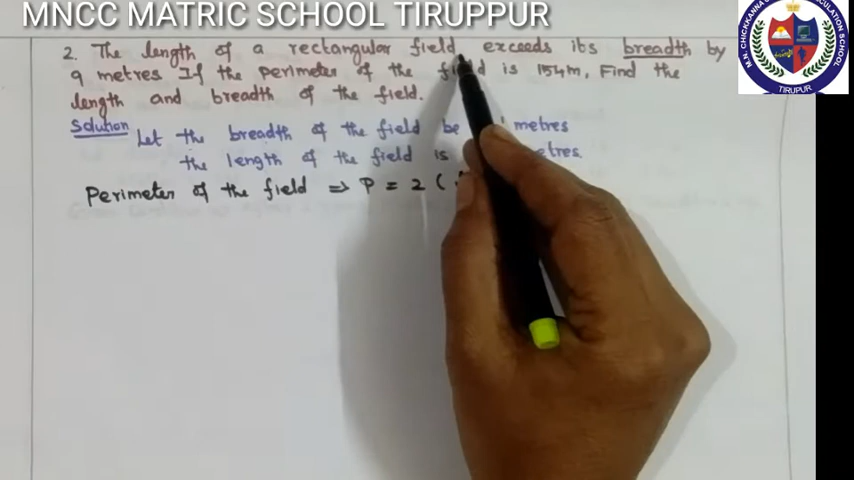 MNCC MATRIC SCHOOL TIRUPPUR
2. The length of a rectangular field exceeds its breadth by
9 metres If the perimeter of the field is 154m, Find the
length and breadth of the field.
Solution Let the breadth of the field be metres
the length of the field is metres.
Perimeter of the field ⇒ P = 2 (
TIRUPUR